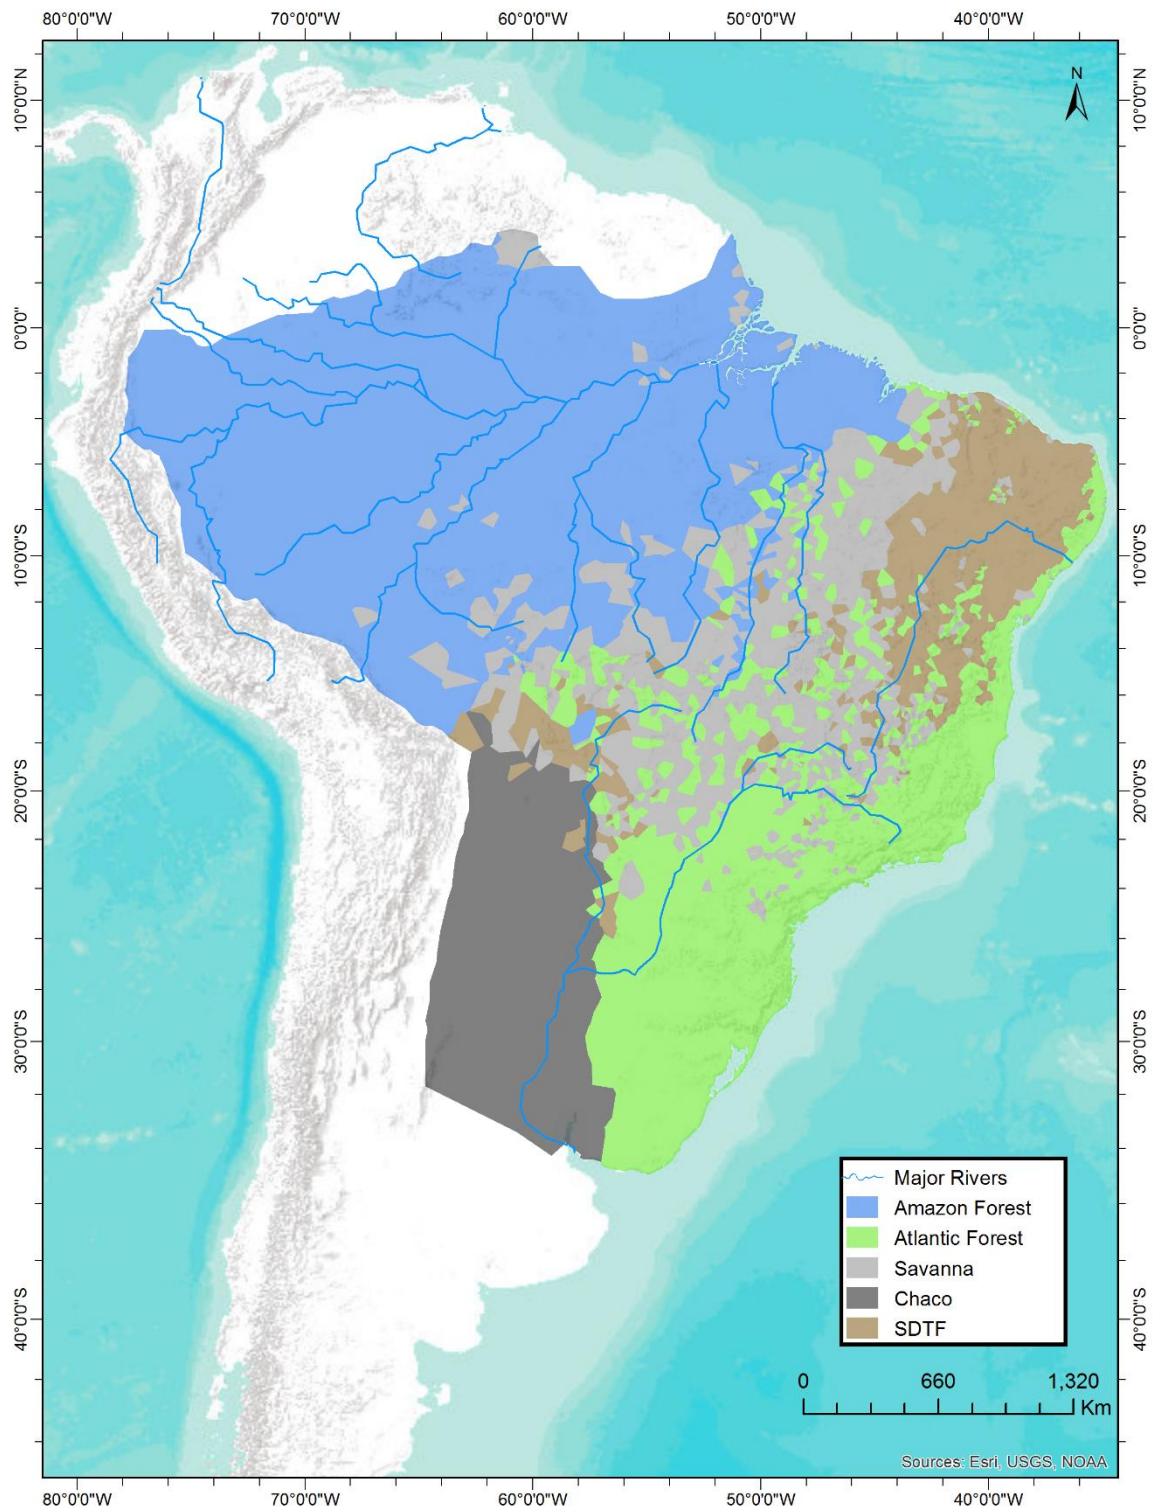 80°0'0"W 70°0'0"W 60°0'0"W 50°0'0"W 40°0'0"W
N
10°0'0"N 10°0'0"N
0°0'0" 0°0'0"
10°0'0"S 10°0'0"S
20°0'0"S 20°0'0"S
30°0'0"S 30°0'0"S
40°0'0"S 40°0'0"S
Major Rivers
Amazon Forest
Atlantic Forest
Savanna
Chaco
SDTF
0 660 1,320
Km
Sources: Esri, USGS, NOAA
80°0'0"W 70°0'0"W 60°0'0"W 50°0'0"W 40°0'0"W